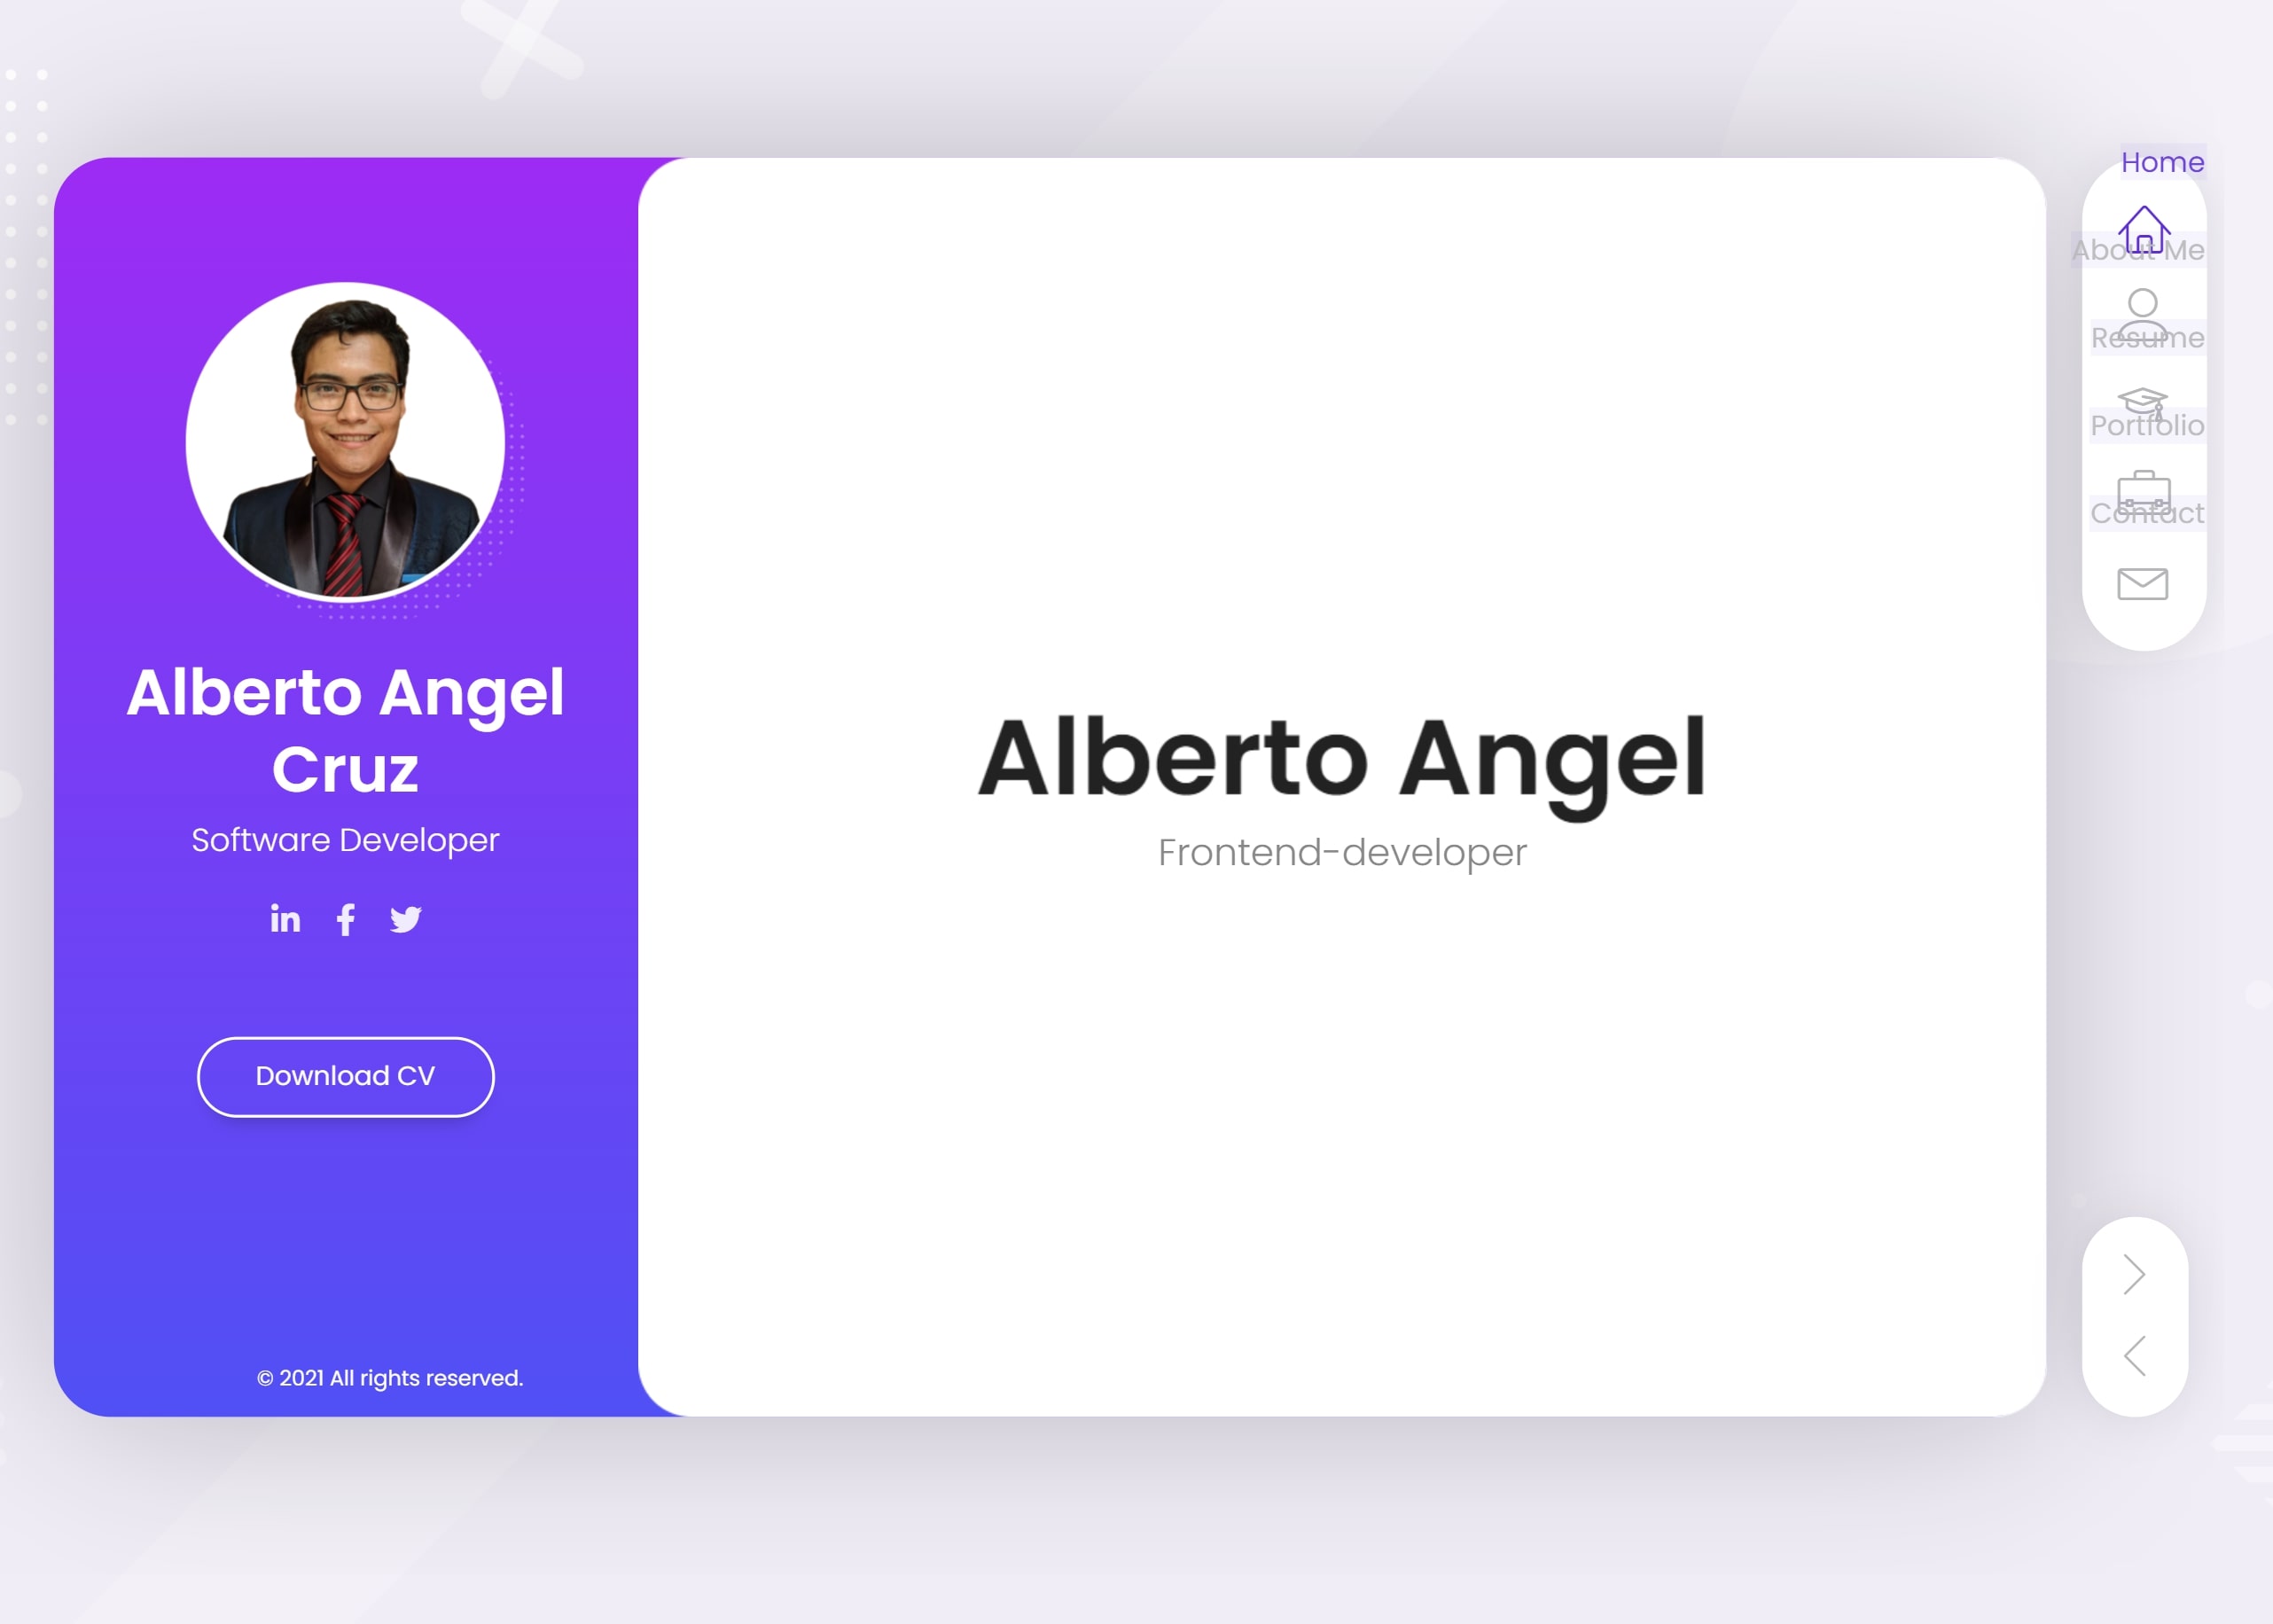 Alberto Angel
Cruz
Software Developer
in f
Download CV
© 2021 All rights reserved.
Alberto Angel
Frontend-developer
Home
About Me
Resume
Portfolio
Contact